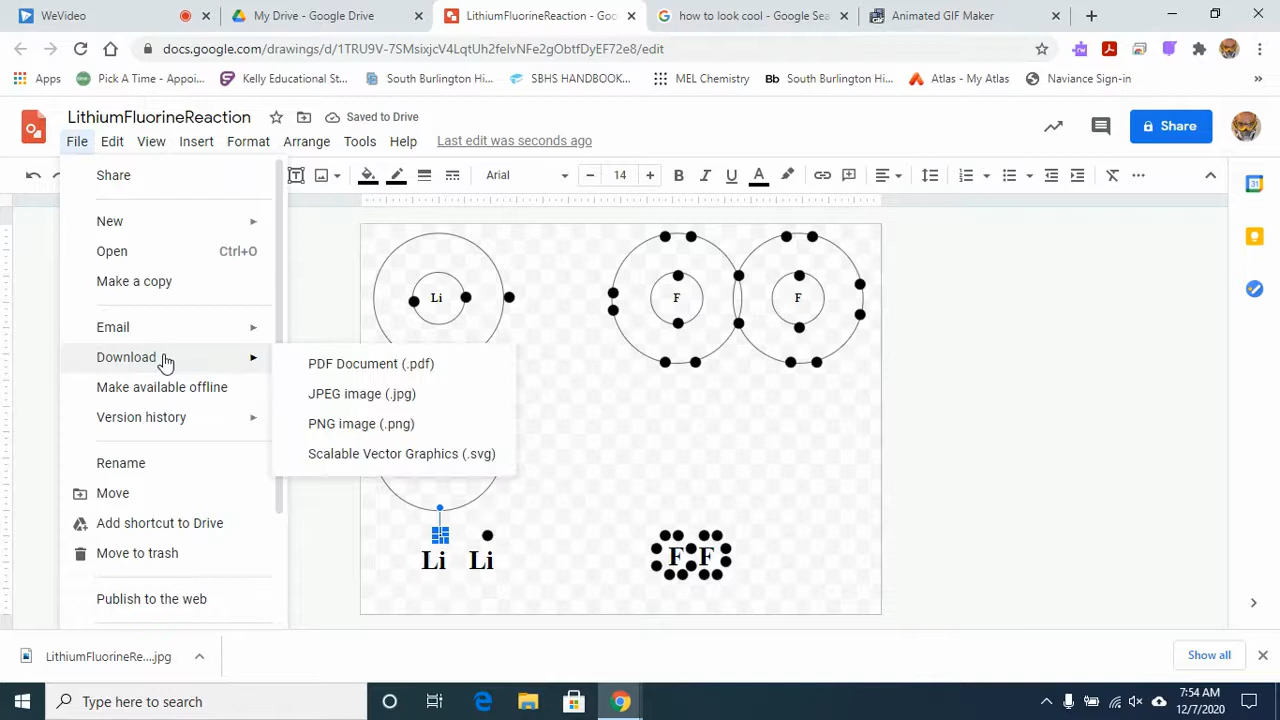 WeVideo
My Drive - Google Drive
LithiumFluorineReaction - Goo
how to look cool - Google Sea
Animated GIF Maker
docs.google.com/drawings/d/1TRU9V-7SMsixjcV4LqtUh2feIvNFe2gObtfDyEF72e8/edit
Apps
Pick A Time - Appoi...
Kelly Educational St...
South Burlington Hi...
SBHS HANDBOOK...
MEL Chemistry
Bb South Burlington Hi...
Atlas - My Atlas
Naviance Sign-in
»
LithiumFluorineReaction
Saved to Drive
File Edit View Insert Format Arrange Tools Help
Last edit was seconds ago
Share
Arial
14
B I U A
31
Share
New
Open Ctrl+O
Make a copy
Email
Download
Make available offline
Version history
Rename
Move
Add shortcut to Drive
Move to trash
Publish to the web
PDF Document (.pdf)
JPEG image (.jpg)
PNG image (.png)
Scalable Vector Graphics (.svg)
Li
F
F
Li Li
F F
LithiumFluorineRe....jpg
Show all
Type here to search
7:54 AM
12/7/2020